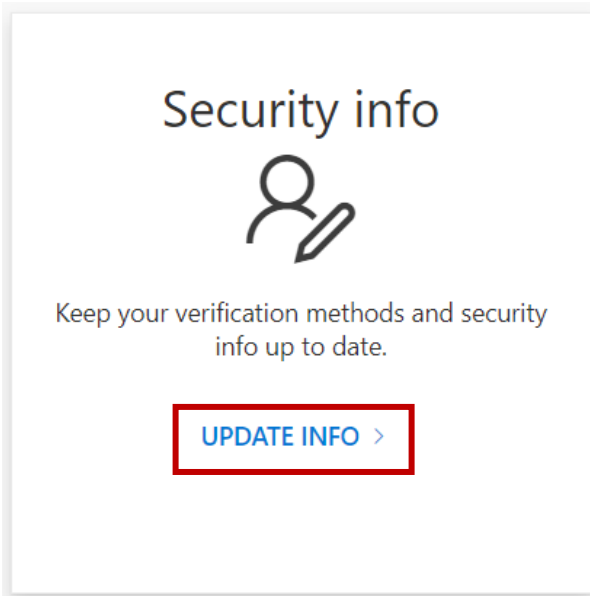 Security info
Keep your verification methods and security
info up to date.
UPDATE INFO >